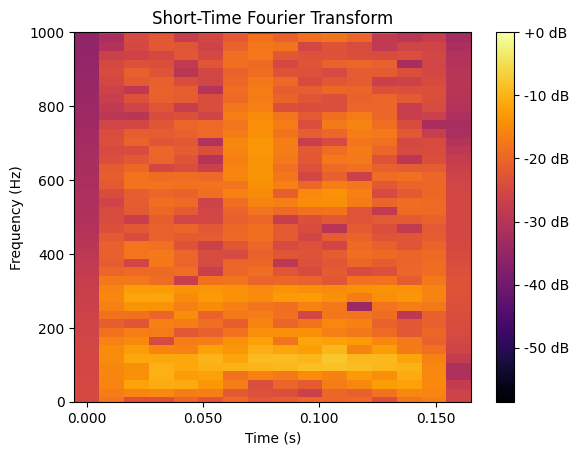 Short-Time Fourier Transform
1000
800
600
400
200
0
Frequency (Hz)
0.000
0.050
0.100
0.150
Time (s)
+0 dB
-10 dB
-20 dB
-30 dB
-40 dB
-50 dB